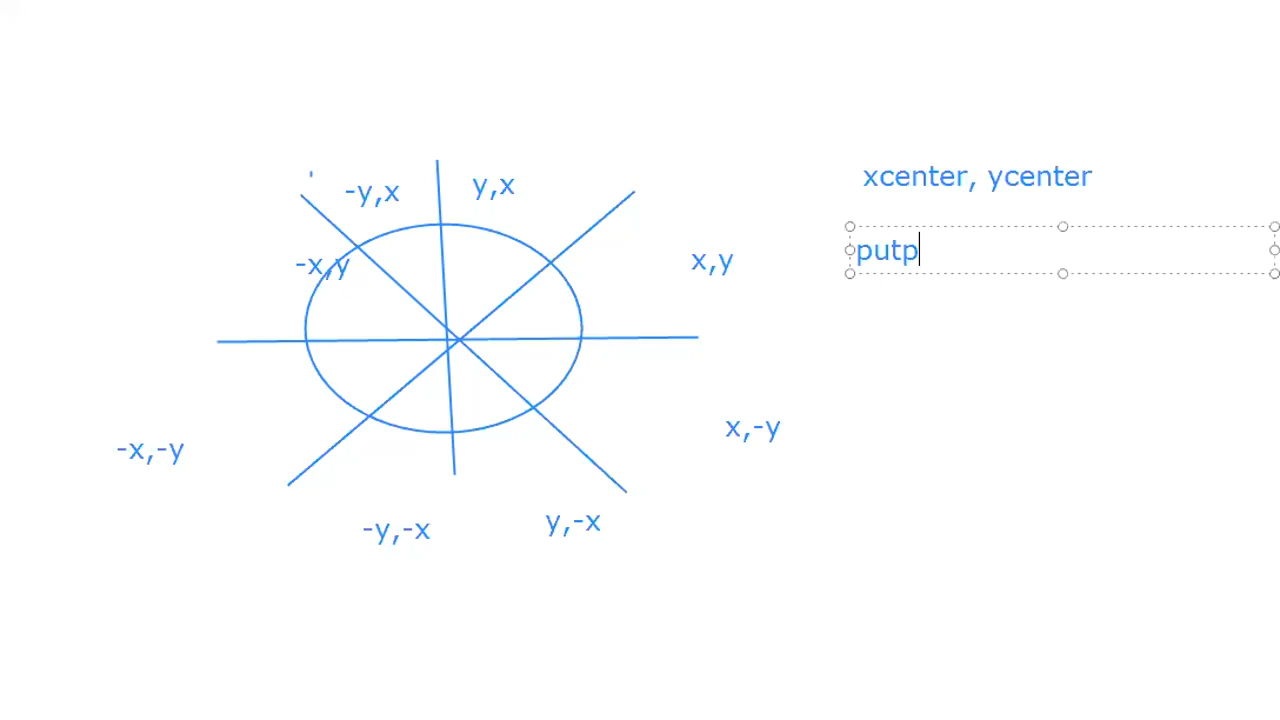 -y,x
y,x
-x,y
x,y
-x,-y
x,-y
-y,-x
y,-x
xcenter, ycenter
putp